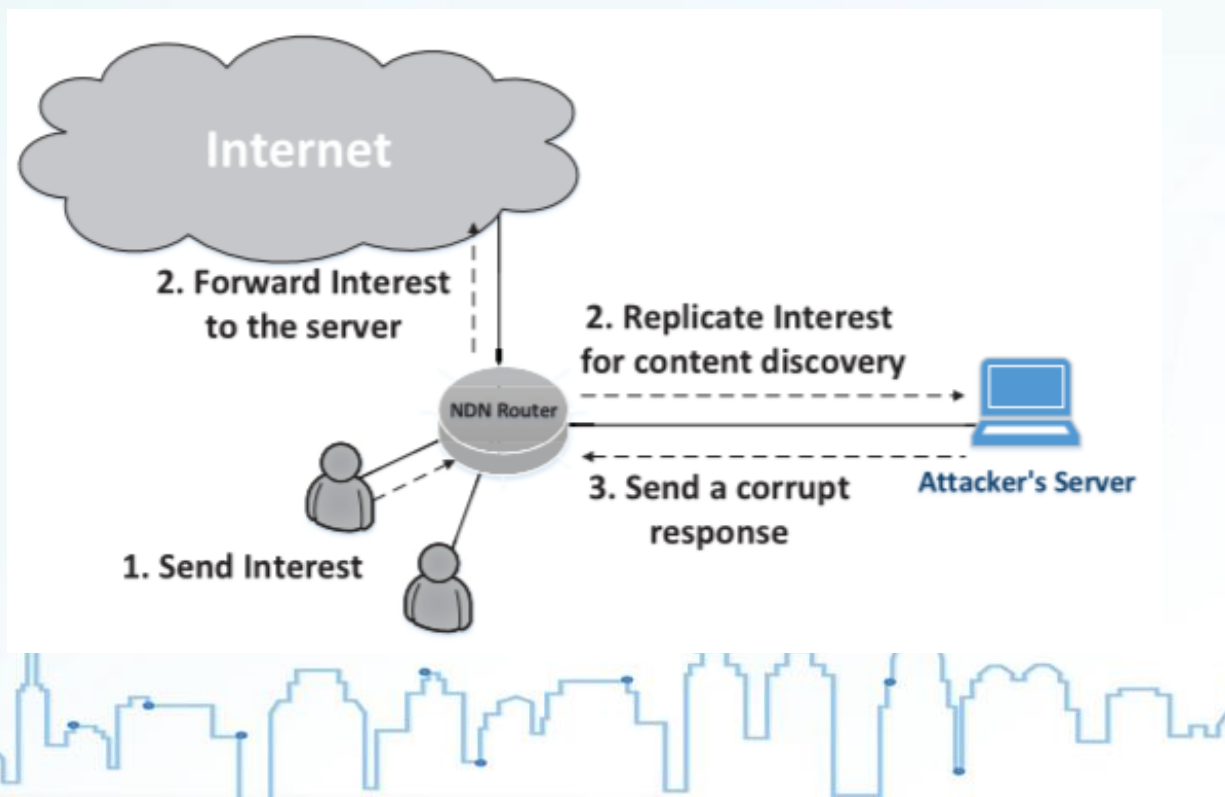 Internet
2. Forward Interest
to the server
2. Replicate Interest
for content discovery
NDN Router
3. Send a corrupt
response
Attacker's Server
1. Send Interest